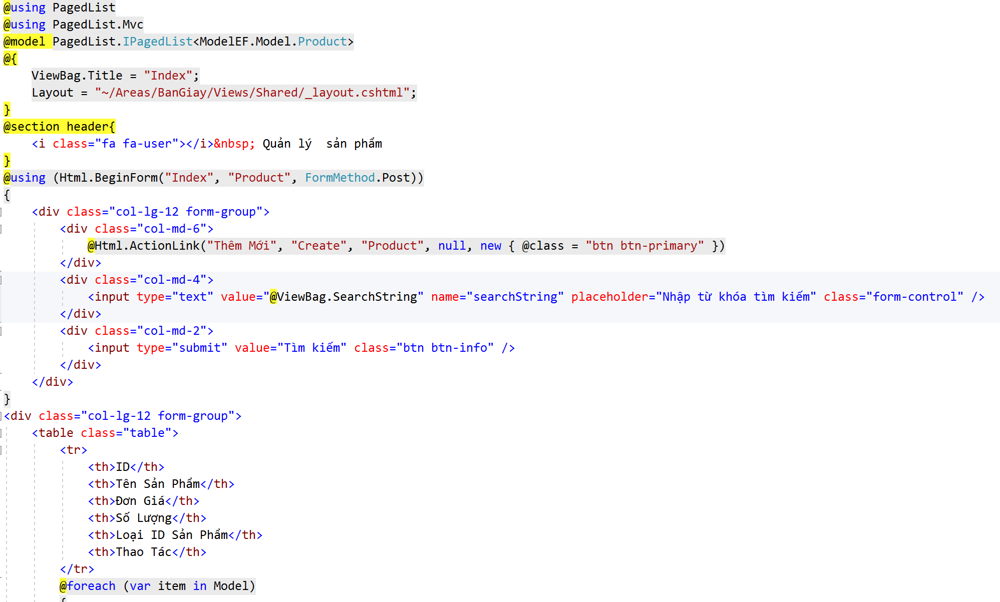 @using PagedList
@using PagedList.Mvc
@model PagedList.IPagedList<ModelEF.Model.Product>
@{
    ViewBag.Title = "Index";
    Layout = "~/Areas/BanGiay/Views/Shared/_layout.cshtml";
}
@section header{
    <i class="fa fa-user"></i>&nbsp; Quản lý  sản phẩm
}
@using (Html.BeginForm("Index", "Product", FormMethod.Post))
{
    <div class="col-lg-12 form-group">
        <div class="col-md-6">
            @Html.ActionLink("Thêm Mới", "Create", "Product", null, new { @class = "btn btn-primary" })
        </div>
        <div class="col-md-4">
            <input type="text" value="@ViewBag.SearchString" name="searchString" placeholder="Nhập từ khóa tìm kiếm" class="form-control" />
        </div>
        <div class="col-md-2">
            <input type="submit" value="Tìm kiếm" class="btn btn-info" />
        </div>
    </div>
}
<div class="col-lg-12 form-group">
    <table class="table">
        <tr>
            <th>ID</th>
            <th>Tên Sản Phẩm</th>
            <th>Đơn Giá</th>
            <th>Số Lượng</th>
            <th>Loại ID Sản Phẩm</th>
            <th>Thao Tác</th>
        </tr>
        @foreach (var item in Model)
        {